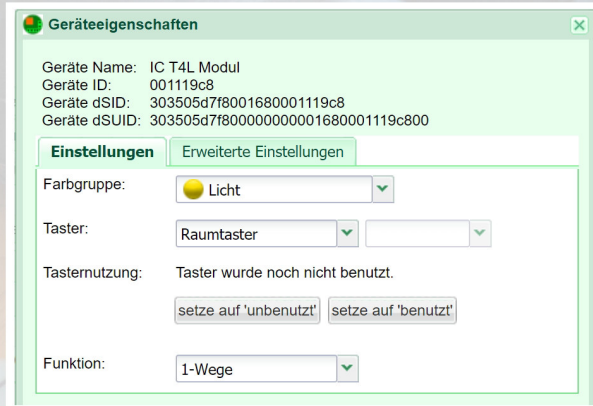 Geräteeigenschaften
Geräte Name: IC T4L Modul
Geräte ID: 001119c8
Geräte dSID: 303505d7f8001680001119c8
Geräte dSUID: 303505d7f80000000001680001119c800
Einstellungen Erweiterte Einstellungen
Farbgruppe: Licht
Taster: Raumtaster
Tasternutzung: Taster wurde noch nicht benutzt.
setze auf 'unbenutzt' setze auf 'benutzt'
Funktion: 1-Wege